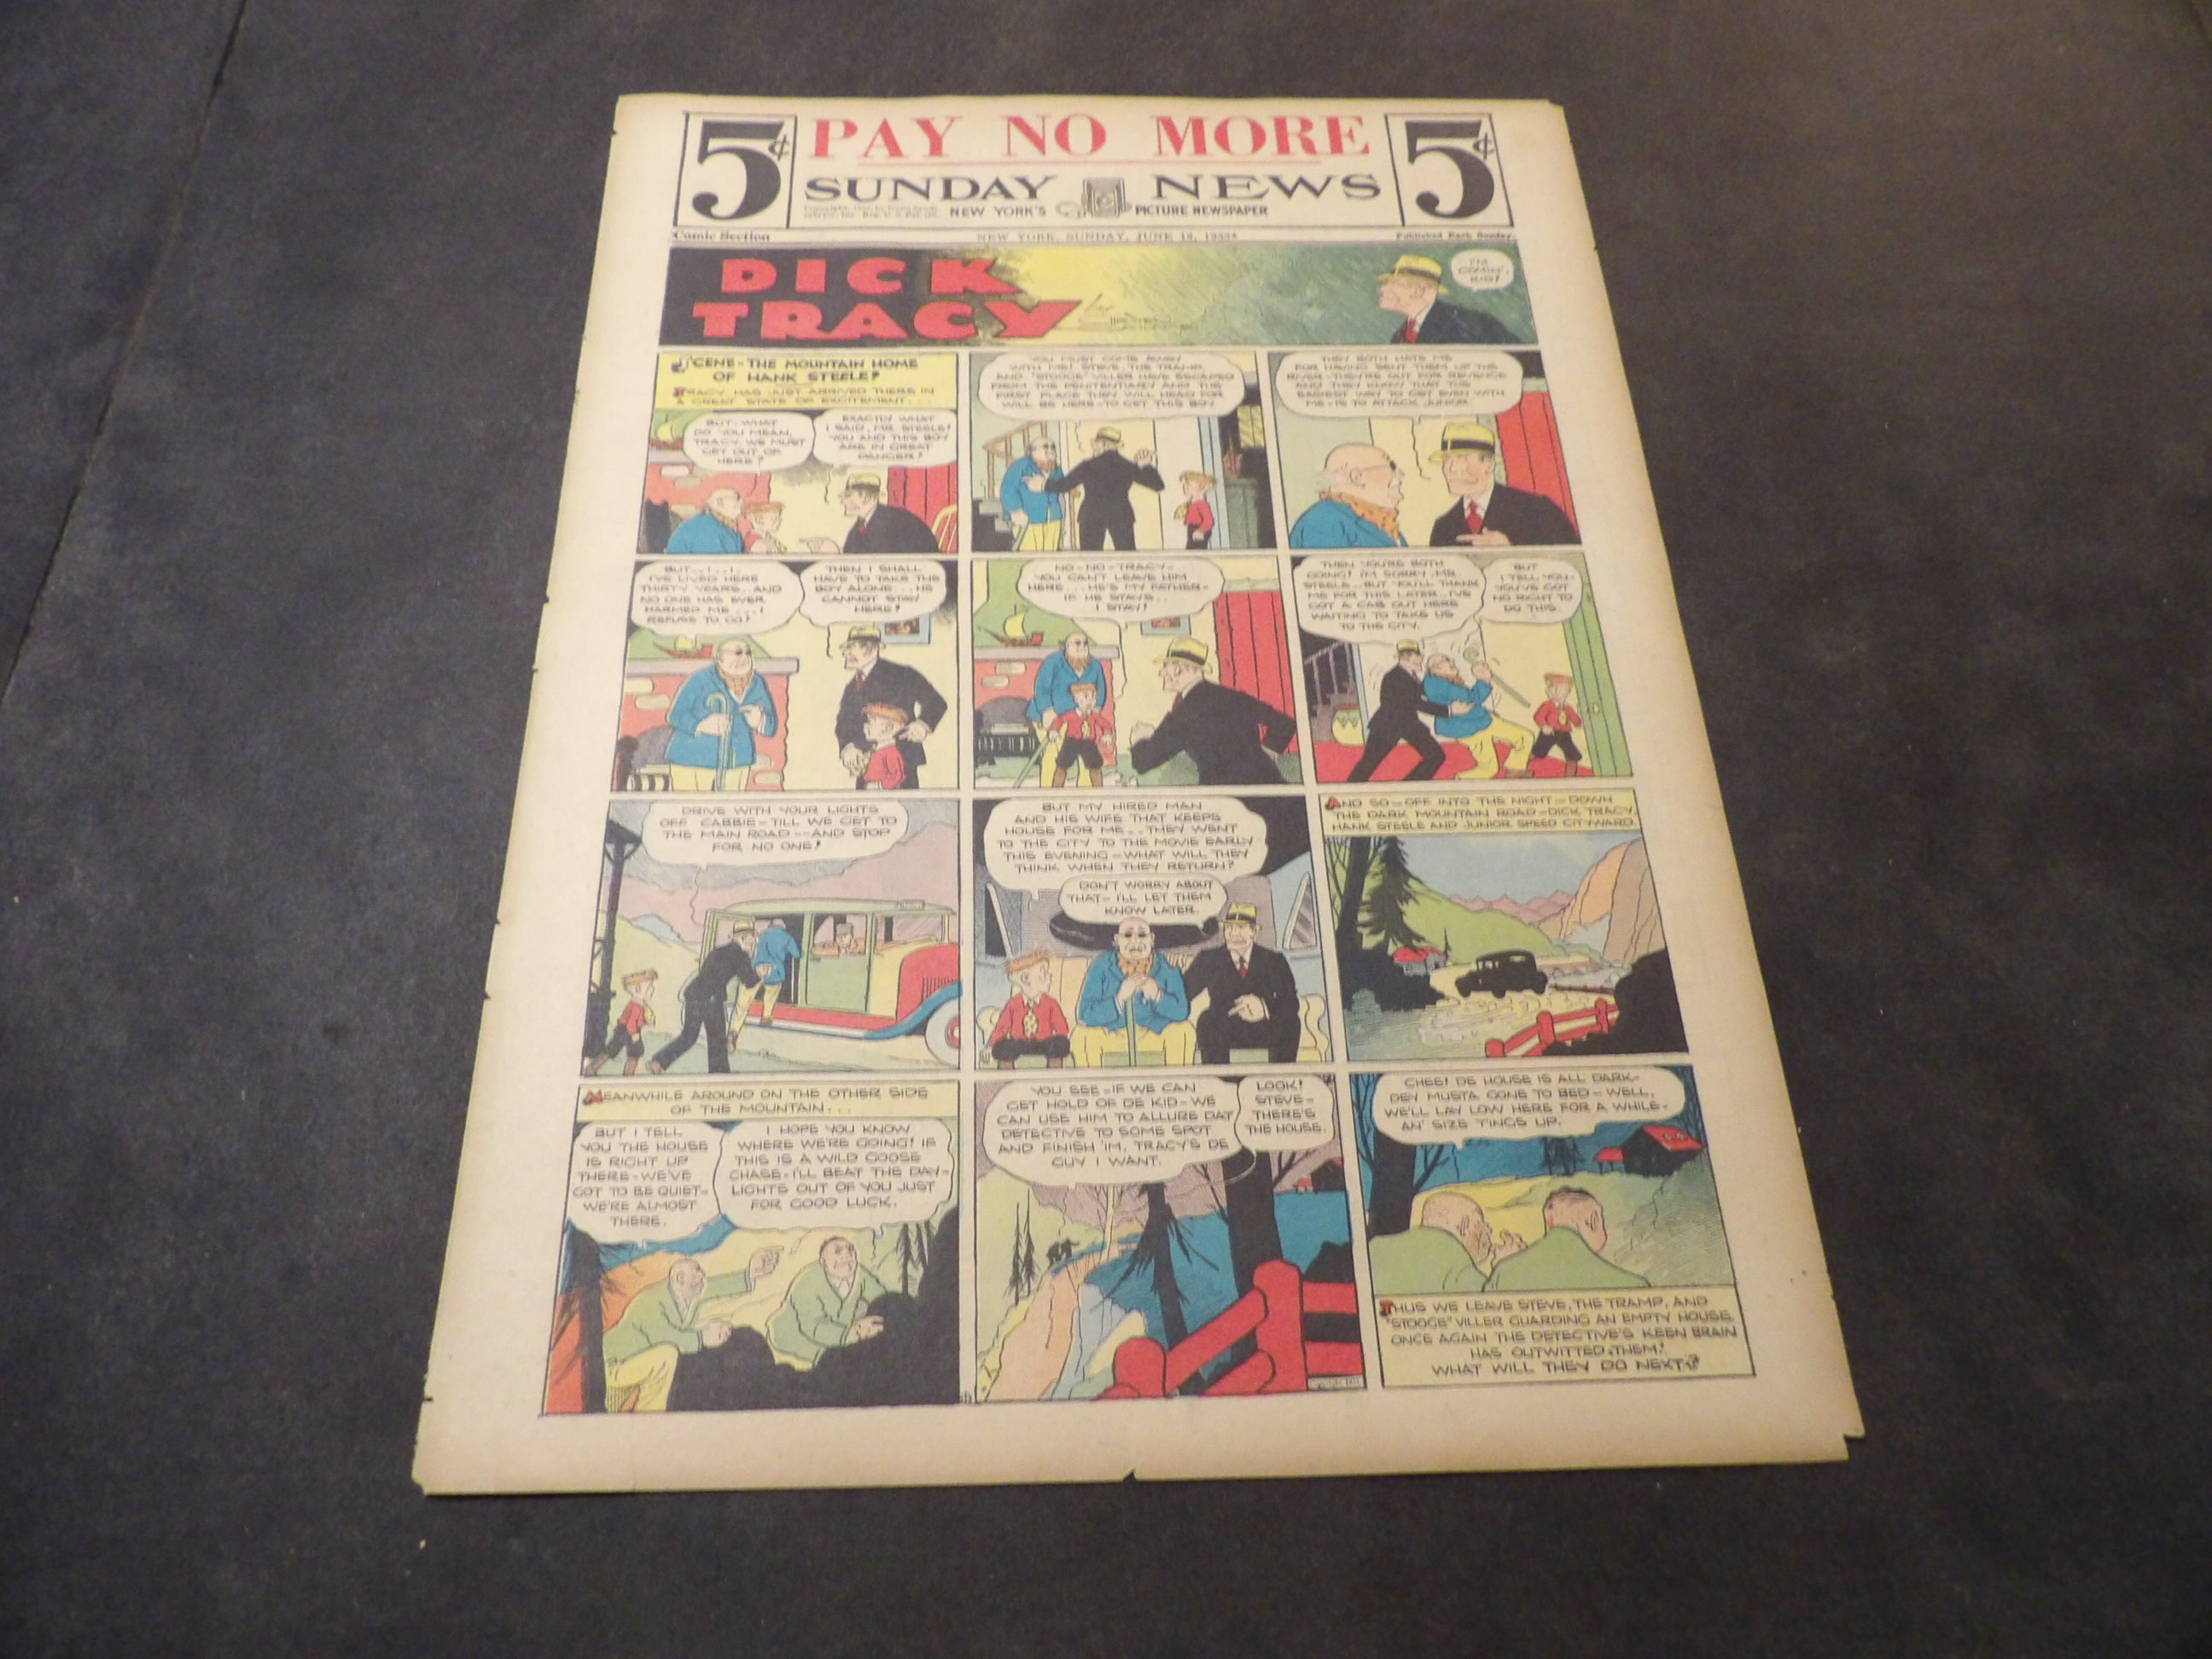 5¢ PAY NO MORE 5¢
SUNDAY NEWS
NEW YORK'S PICTURE NEWSPAPER
Comic Section
NEW YORK, SUNDAY, JUNE 18, 1933
Published Each Sunday
DICK
TRACY
I'M
COMIN',
KID!
SCENE - THE MOUNTAIN HOME
OF HANK STEELE!
TRACY HAS JUST ARRIVED THERE IN
A GREAT STATE OF EXCITEMENT...
BUT - WHAT
DO YOU MEAN,
TRACY, WE MUST
GET OUT OF
HERE?
EXACTLY WHAT
I SAID, MR. STEELE!
YOU AND THIS BOY
ARE IN GREAT
DANGER!
YOU MUST COME AWAY
WITH ME! STEVE, THE TRAMP,
AND "STOOGE" VILLER HAVE ESCAPED
FROM THE PENITENTIARY AND THE
FIRST PLACE THEY WILL HEAD FOR
WILL BE HERE - TO GET THIS BOY.
THEY BOTH HATE ME
FOR HAVING SENT THEM UP THE
RIVER - THEY'RE OUT FOR REVENGE
AND THEY KNOW THAT THE
EASIEST WAY TO GET EVEN WITH
ME - IS TO ATTACK JUNIOR.
BUT...I...I..
I'VE LIVED HERE
THIRTY YEARS, AND
NO ONE HAS EVER
HARMED ME...I
REFUSE TO GO!
THEN I SHALL
HAVE TO TAKE THE
BOY ALONE...HE
CANNOT STAY
HERE!
NO - NO - TRACY -
YOU CAN'T LEAVE HIM
HERE...HE'S MY FATHER -
IF HE STAYS..
I STAY!
THEN YOU'RE BOTH
GOING! I'M SORRY, MR.
STEELE...BUT YOU'LL THANK
ME FOR THIS LATER...I'VE
GOT A CAB OUT HERE
WAITING TO TAKE US
TO THE CITY.
BUT
I TELL YOU -
YOU'VE GOT
NO RIGHT TO
DO THIS.
DRIVE WITH YOUR LIGHTS
OFF CABBIE - TILL WE GET TO
THE MAIN ROAD -- AND STOP
FOR NO ONE!
BUT MY HIRED MAN
AND HIS WIFE THAT KEEPS
HOUSE FOR ME... THEY WENT
TO THE CITY TO THE MOVIE EARLY
THIS EVENING - WHAT WILL THEY
THINK WHEN THEY RETURN?
DON'T WORRY ABOUT
THAT - I'LL LET THEM
KNOW LATER.
AND SO - OFF INTO THE NIGHT - DOWN
THE DARK MOUNTAIN ROAD - DICK TRACY,
HANK STEELE AND JUNIOR SPEED CITYWARD.
MEANWHILE AROUND ON THE OTHER SIDE
OF THE MOUNTAIN...
BUT I TELL
YOU THE HOUSE
IS RIGHT UP
THERE - WE'VE
GOT TO BE QUIET -
WE'RE ALMOST
THERE.
I HOPE YOU KNOW
WHERE WE'RE GOING! IF
THIS IS A WILD GOOSE
CHASE - I'LL BEAT THE DAY-
LIGHTS OUT OF YOU JUST
FOR GOOD LUCK.
YOU SEE - IF WE CAN
GET HOLD OF DE KID - WE
CAN USE HIM TO ALLURE DAT
DETECTIVE TO SOME SPOT
AND FINISH 'IM, TRACY'S DE
GUY I WANT.
LOOK!
STEVE -
THERE'S
THE HOUSE.
CHEE! DE HOUSE IS ALL DARK -
DEY MUSTA GONE TO BED - WELL,
WE'LL LAY LOW HERE FOR A WHILE -
AN' SIZE TINGS UP.
THUS WE LEAVE STEVE, THE TRAMP, AND
"STOOGE" VILLER GUARDING AN EMPTY HOUSE.
ONCE AGAIN THE DETECTIVE'S KEEN BRAIN
HAS OUTWITTED THEM!
WHAT WILL THEY DO NEXT?